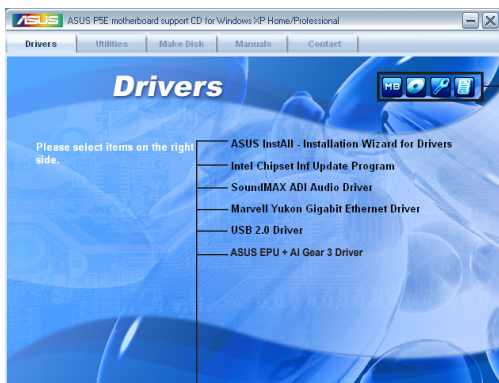 ASUS ASUS P5E motherboard support CD for Windows XP Home/Professional
Drivers Utilities Make Disk Manuals Contact
Drivers
MB
Please select items on the right
side.
ASUS InstAll - Installation Wizard for Drivers
Intel Chipset Inf Update Program
SoundMAX ADI Audio Driver
Marvell Yukon Gigabit Ethernet Driver
USB 2.0 Driver
ASUS EPU + AI Gear 3 Driver